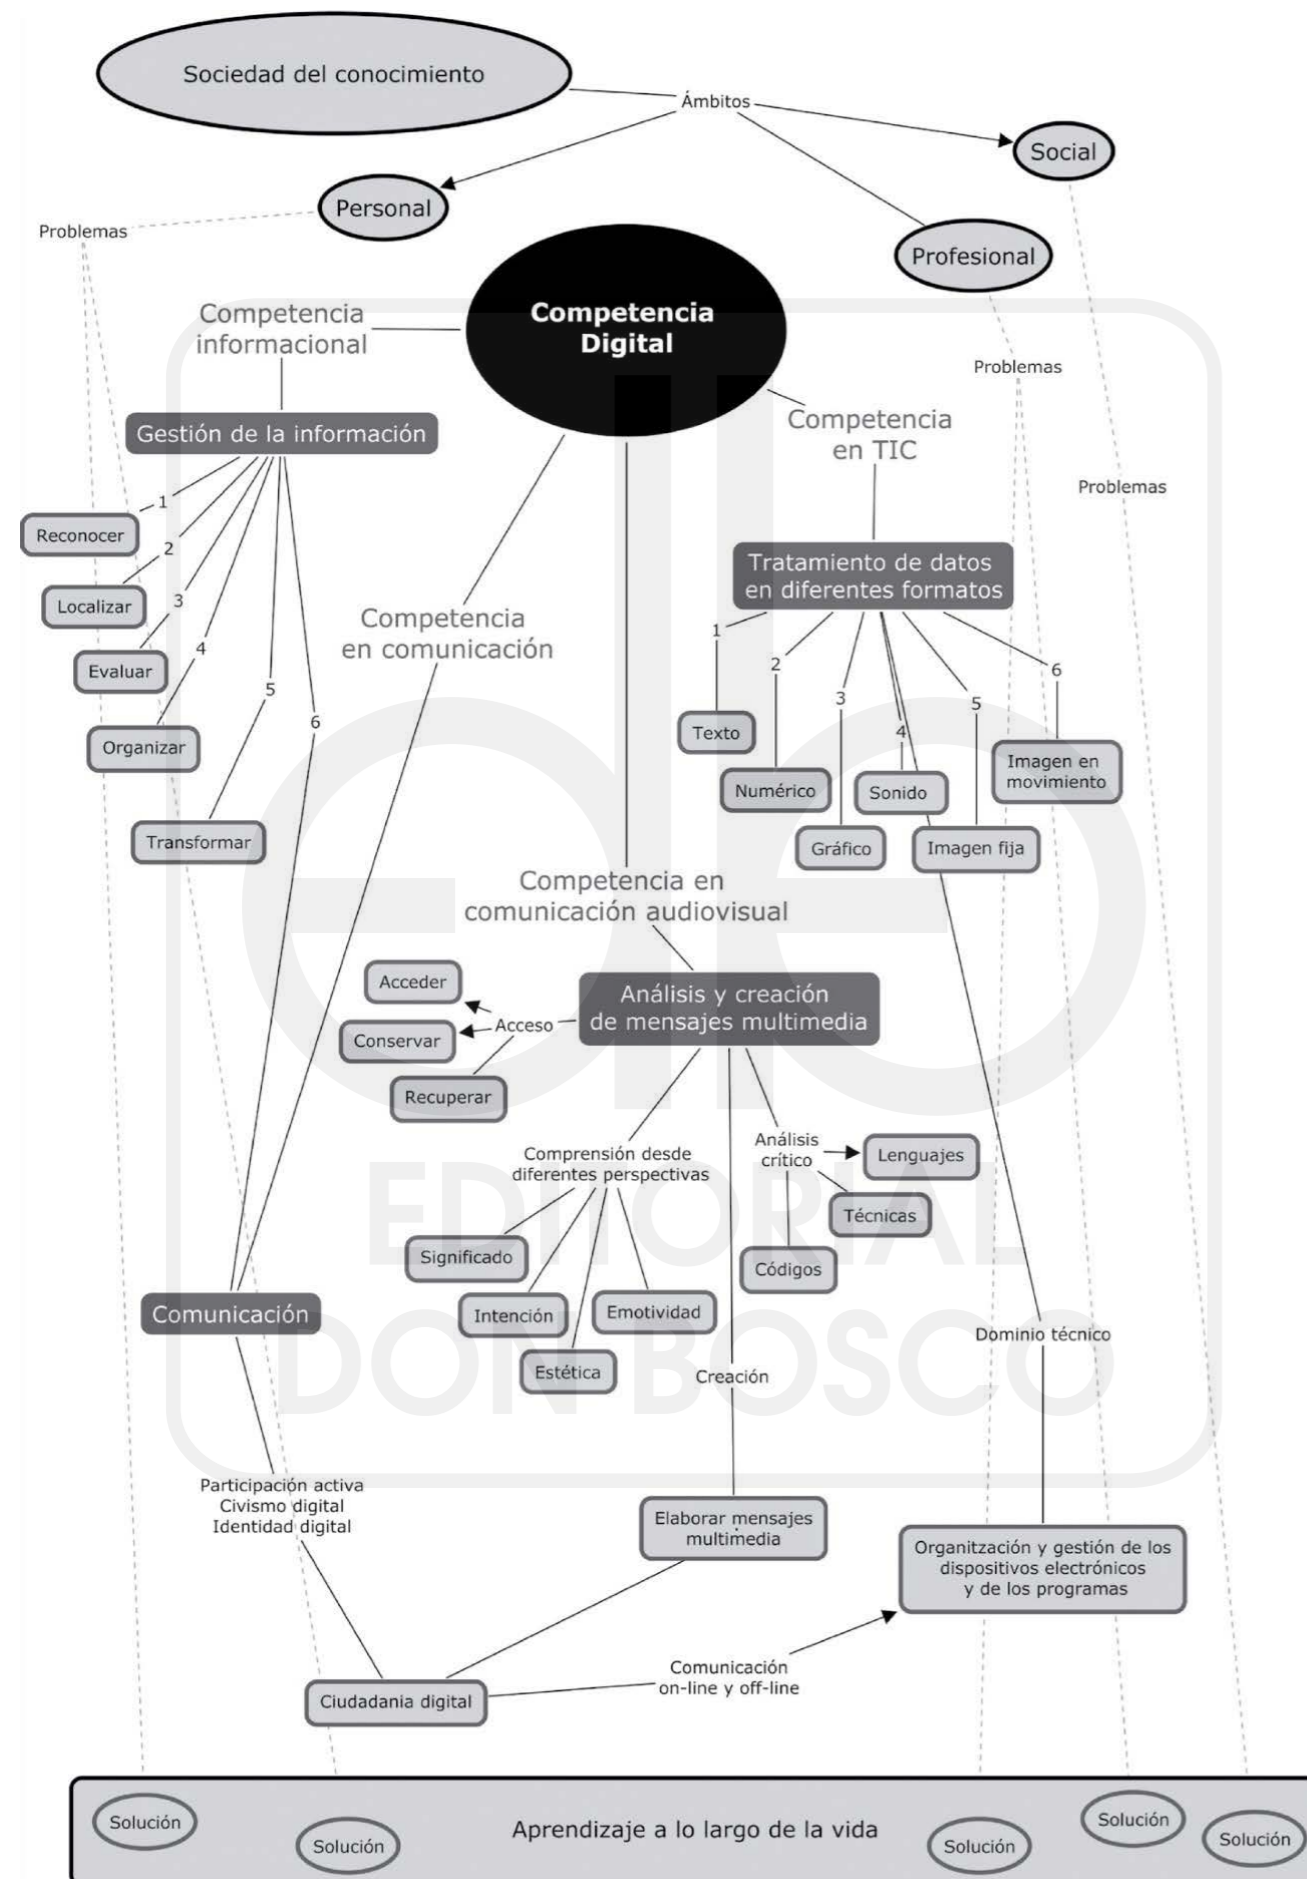 Sociedad del conocimiento
Ámbitos
Social
Personal
Problemas
Profesional
Competencia
Digital
Competencia
informacional
Problemas
Competencia
en TIC
Gestión de la información
Problemas
1
Reconocer
2
Localizar
3
Evaluar
4
Organizar
5
Transformar
6
Competencia
en comunicación
Tratamiento de datos
en diferentes formatos
1
Texto
2
Numérico
3
Gráfico
4
Sonido
5
Imagen fija
6
Imagen en
movimiento
Competencia en
comunicación audiovisual
Análisis y creación
de mensajes multimedia
Acceso
Acceder
Conservar
Recuperar
Comprensión desde
diferentes perspectivas
Significado
Intención
Estética
Emotividad
Análisis
crítico
Lenguajes
Técnicas
Códigos
EDITORIAL
DON BOSCO
Comunicación
Creación
Dominio técnico
Participación activa
Civismo digital
Identidad digital
Elaborar mensajes
multimedia
Organitzación y gestión de los
dispositivos electrónicos
y de los programas
Comunicación
on-line y off-line
Ciudadania digital
Solución
Solución
Aprendizaje a lo largo de la vida
Solución
Solución
Solución